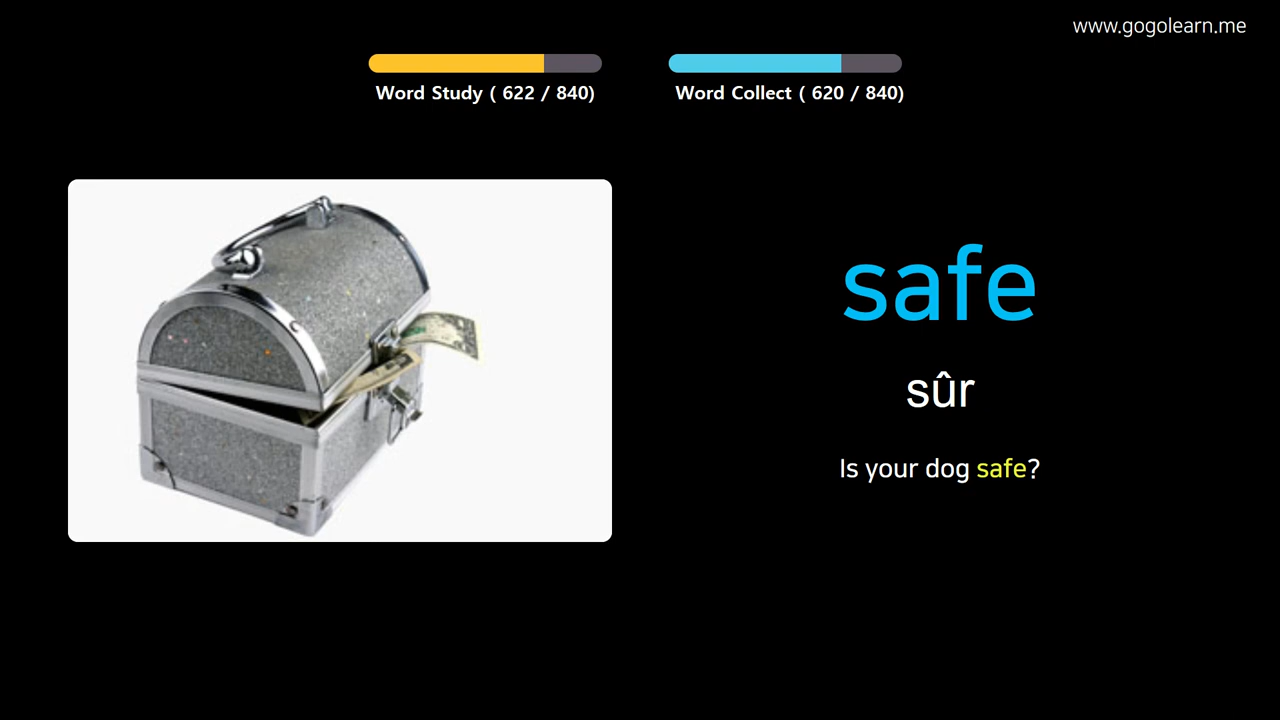 www.gogolearn.me
Word Study ( 622 / 840)
Word Collect ( 620 / 840)
safe
sûr
Is your dog safe?